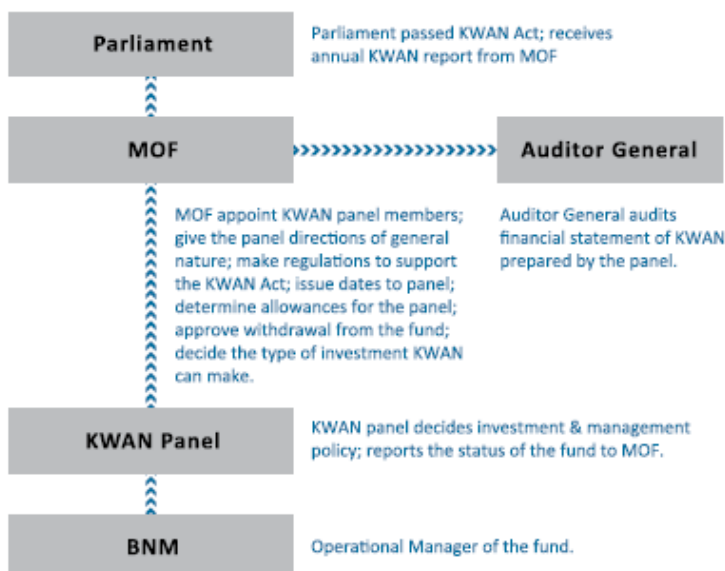 Parliament
Parliament passed KWAN Act; receives
annual KWAN report from MOF
MOF
Auditor General
MOF appoint KWAN panel members;
give the panel directions of general
nature; make regulations to support
the KWAN Act; issue dates to panel;
determine allowances for the panel;
approve withdrawal from the fund;
decide the type of investment KWAN
can make.
Auditor General audits
financial statement of KWAN
prepared by the panel.
KWAN Panel
KWAN panel decides investment & management
policy; reports the status of the fund to MOF.
BNM
Operational Manager of the fund.